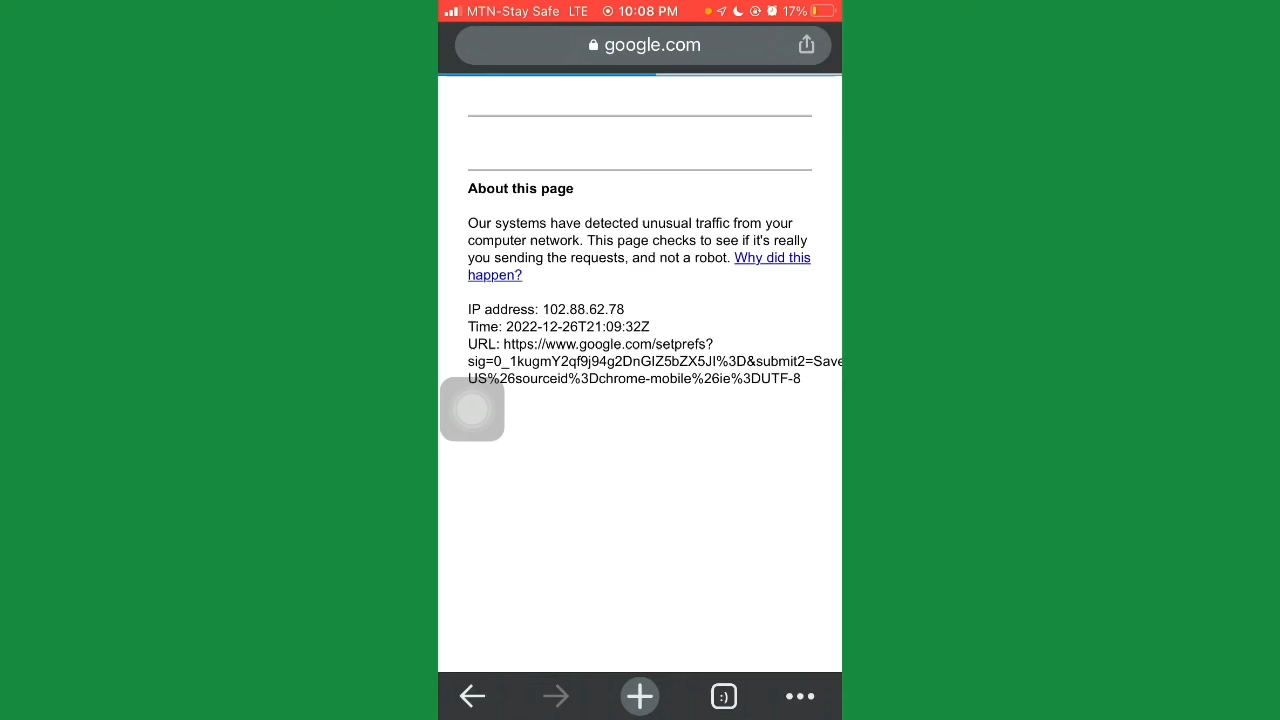 MTN-Stay Safe LTE 10:08 PM 17%
google.com
About this page
Our systems have detected unusual traffic from your
computer network. This page checks to see if it's really
you sending the requests, and not a robot. Why did this
happen?
IP address: 102.88.62.78
Time: 2022-12-26T21:09:32Z
URL: https://www.google.com/setprefs?
sig=0_1kugmY2qf9j94g2DnGlZ5bZX5JI%3D&submit2=Save
US%26sourceid%3Dchrome-mobile%26ie%3DUTF-8
:)